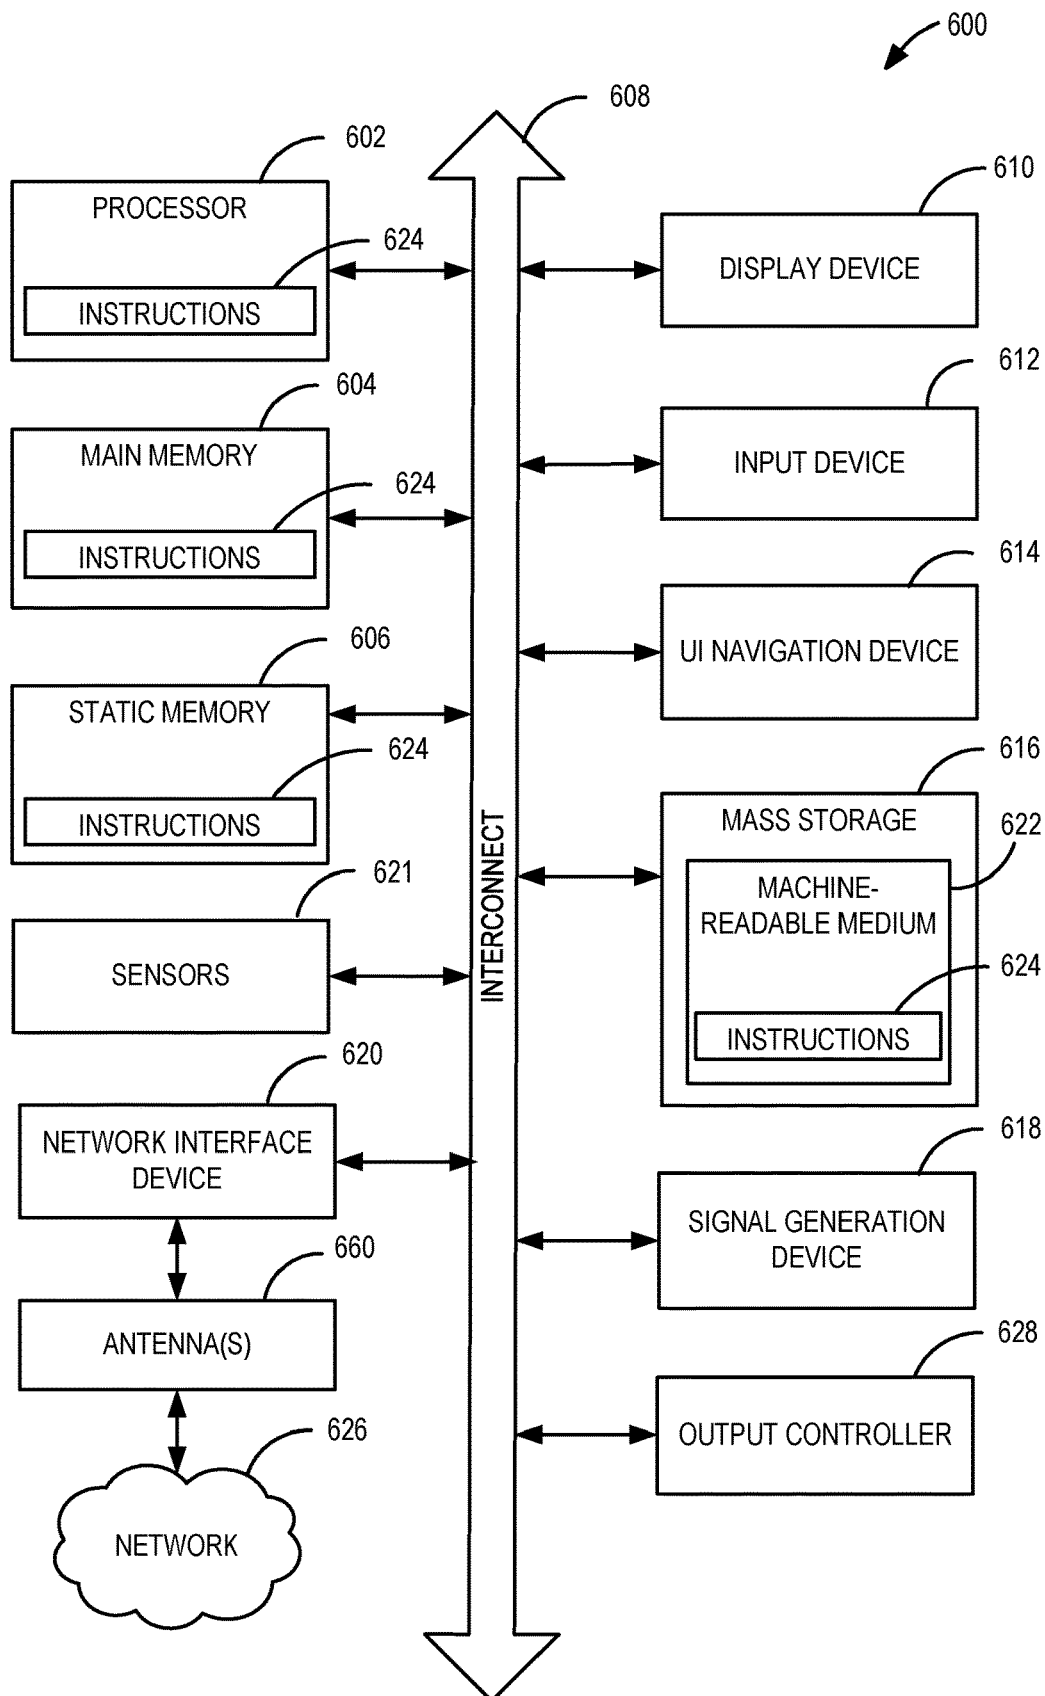 600
608
602
PROCESSOR
624
INSTRUCTIONS
604
MAIN MEMORY
624
INSTRUCTIONS
606
STATIC MEMORY
624
INSTRUCTIONS
621
SENSORS
620
NETWORK INTERFACE
DEVICE
660
ANTENNA(S)
626
NETWORK
INTERCONNECT
610
DISPLAY DEVICE
612
INPUT DEVICE
614
UI NAVIGATION DEVICE
616
MASS STORAGE
622
MACHINE-
READABLE MEDIUM
624
INSTRUCTIONS
618
SIGNAL GENERATION
DEVICE
628
OUTPUT CONTROLLER